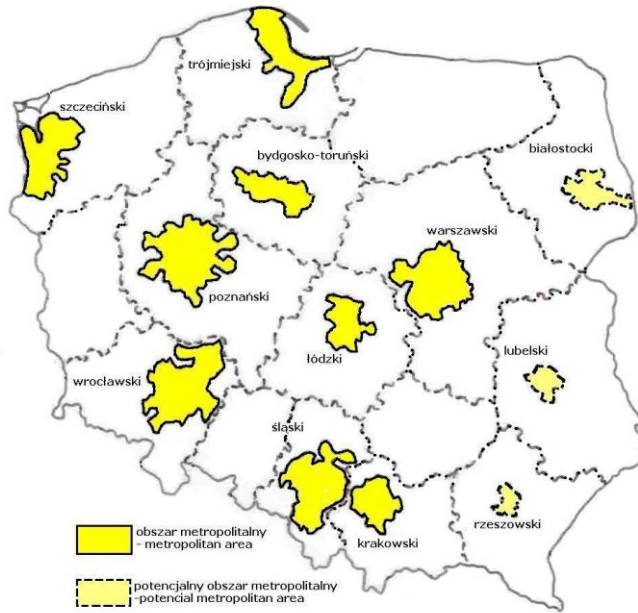 trójmiejski
szczeciński
bydgosko-toruński
białostocki
warszawski
poznański
łódzki
lubelski
wrocławski
śląski
krakowski
rzeszowski
obszar metropolitalny
- metropolitan area
potencjalny obszar metropolitalny
-potencial metropolitan area